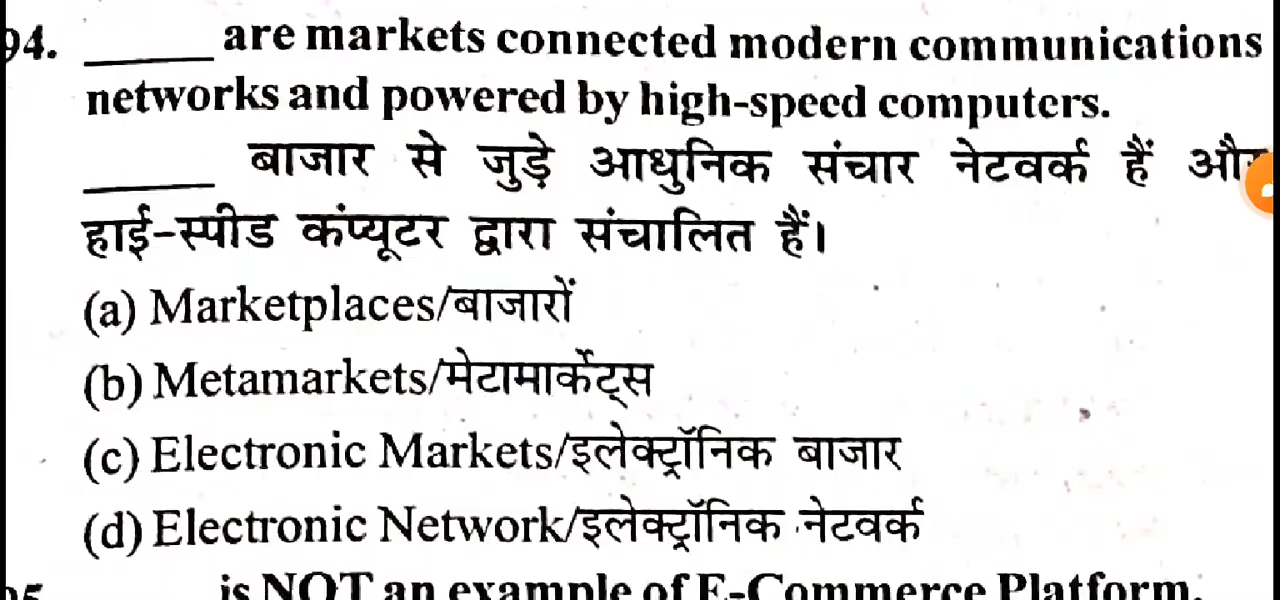 94. ______ are markets connected modern communications
networks and powered by high-speed computers.
______ बाजार से जुड़े आधुनिक संचार नेटवर्क हैं और
हाई-स्पीड कंप्यूटर द्वारा संचालित हैं।
(a) Marketplaces/बाजारों
(b) Metamarkets/मेटामार्केट्स
(c) Electronic Markets/इलेक्ट्रॉनिक बाजार
(d) Electronic Network/इलेक्ट्रॉनिक नेटवर्क
is NOT an example of E-Commerce Platform.